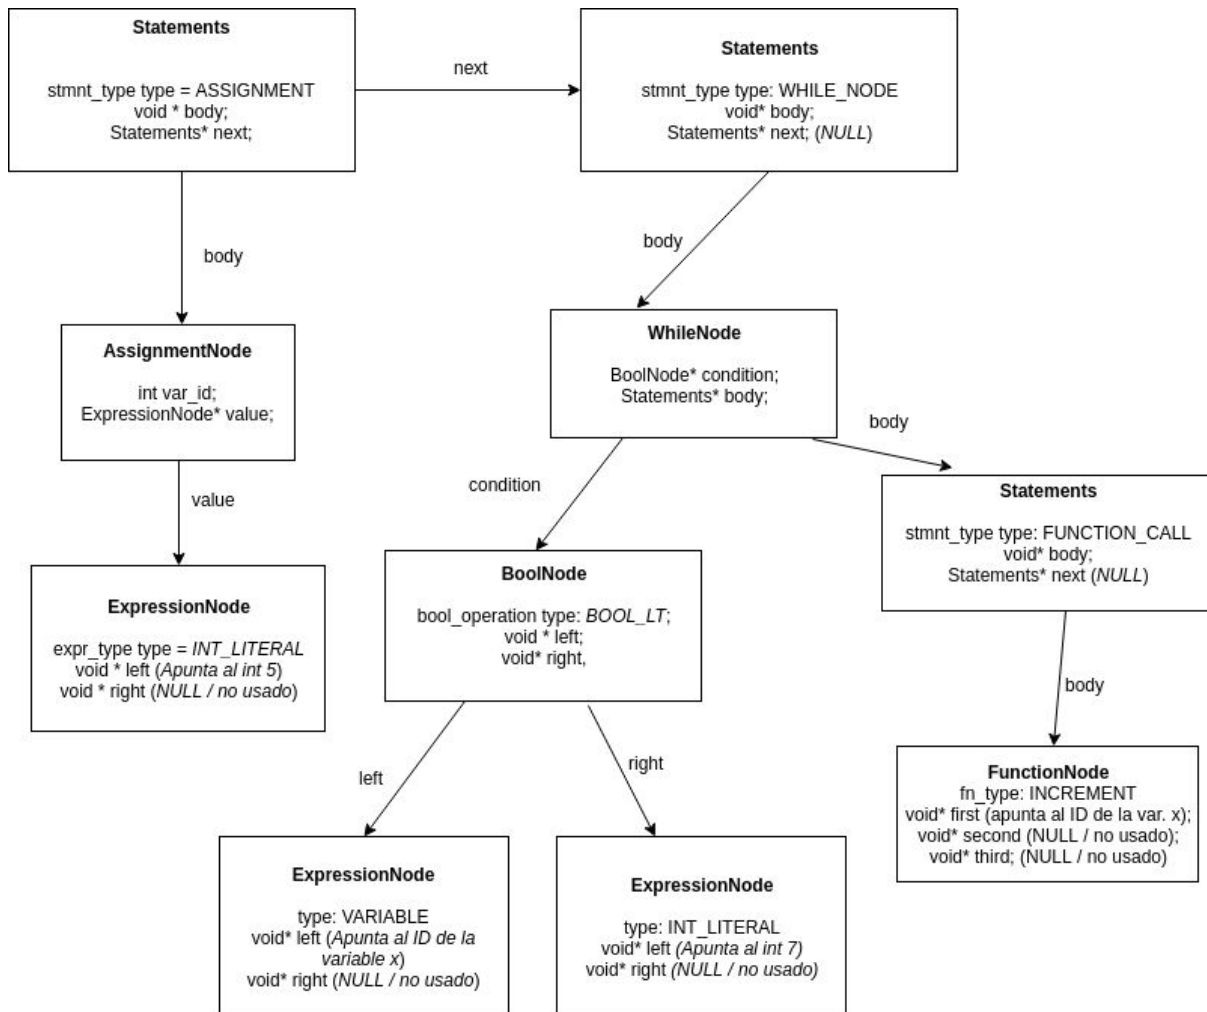 Statements
stmnt_type type = ASSIGNMENT
void * body;
Statements* next;
next
Statements
stmnt_type type: WHILE_NODE
void* body;
Statements* next; (NULL)
body
body
AssignmentNode
int var_id;
ExpressionNode* value;
WhileNode
BoolNode* condition;
Statements* body;
value
condition
body
ExpressionNode
expr_type type = INT_LITERAL
void * left (Apunta al int 5)
void * right (NULL / no usado)
BoolNode
bool_operation type: BOOL_LT;
void * left;
void* right,
Statements
stmnt_type type: FUNCTION_CALL
void* body;
Statements* next (NULL)
left
right
body
ExpressionNode
type: VARIABLE
void* left (Apunta al ID de la
variable x)
void* right (NULL / no usado)
ExpressionNode
type: INT_LITERAL
void* left (Apunta al int 7)
void* right (NULL / no usado)
FunctionNode
fn_type: INCREMENT
void* first (apunta al ID de la var. x);
void* second (NULL / no usado);
void* third; (NULL / no usado)